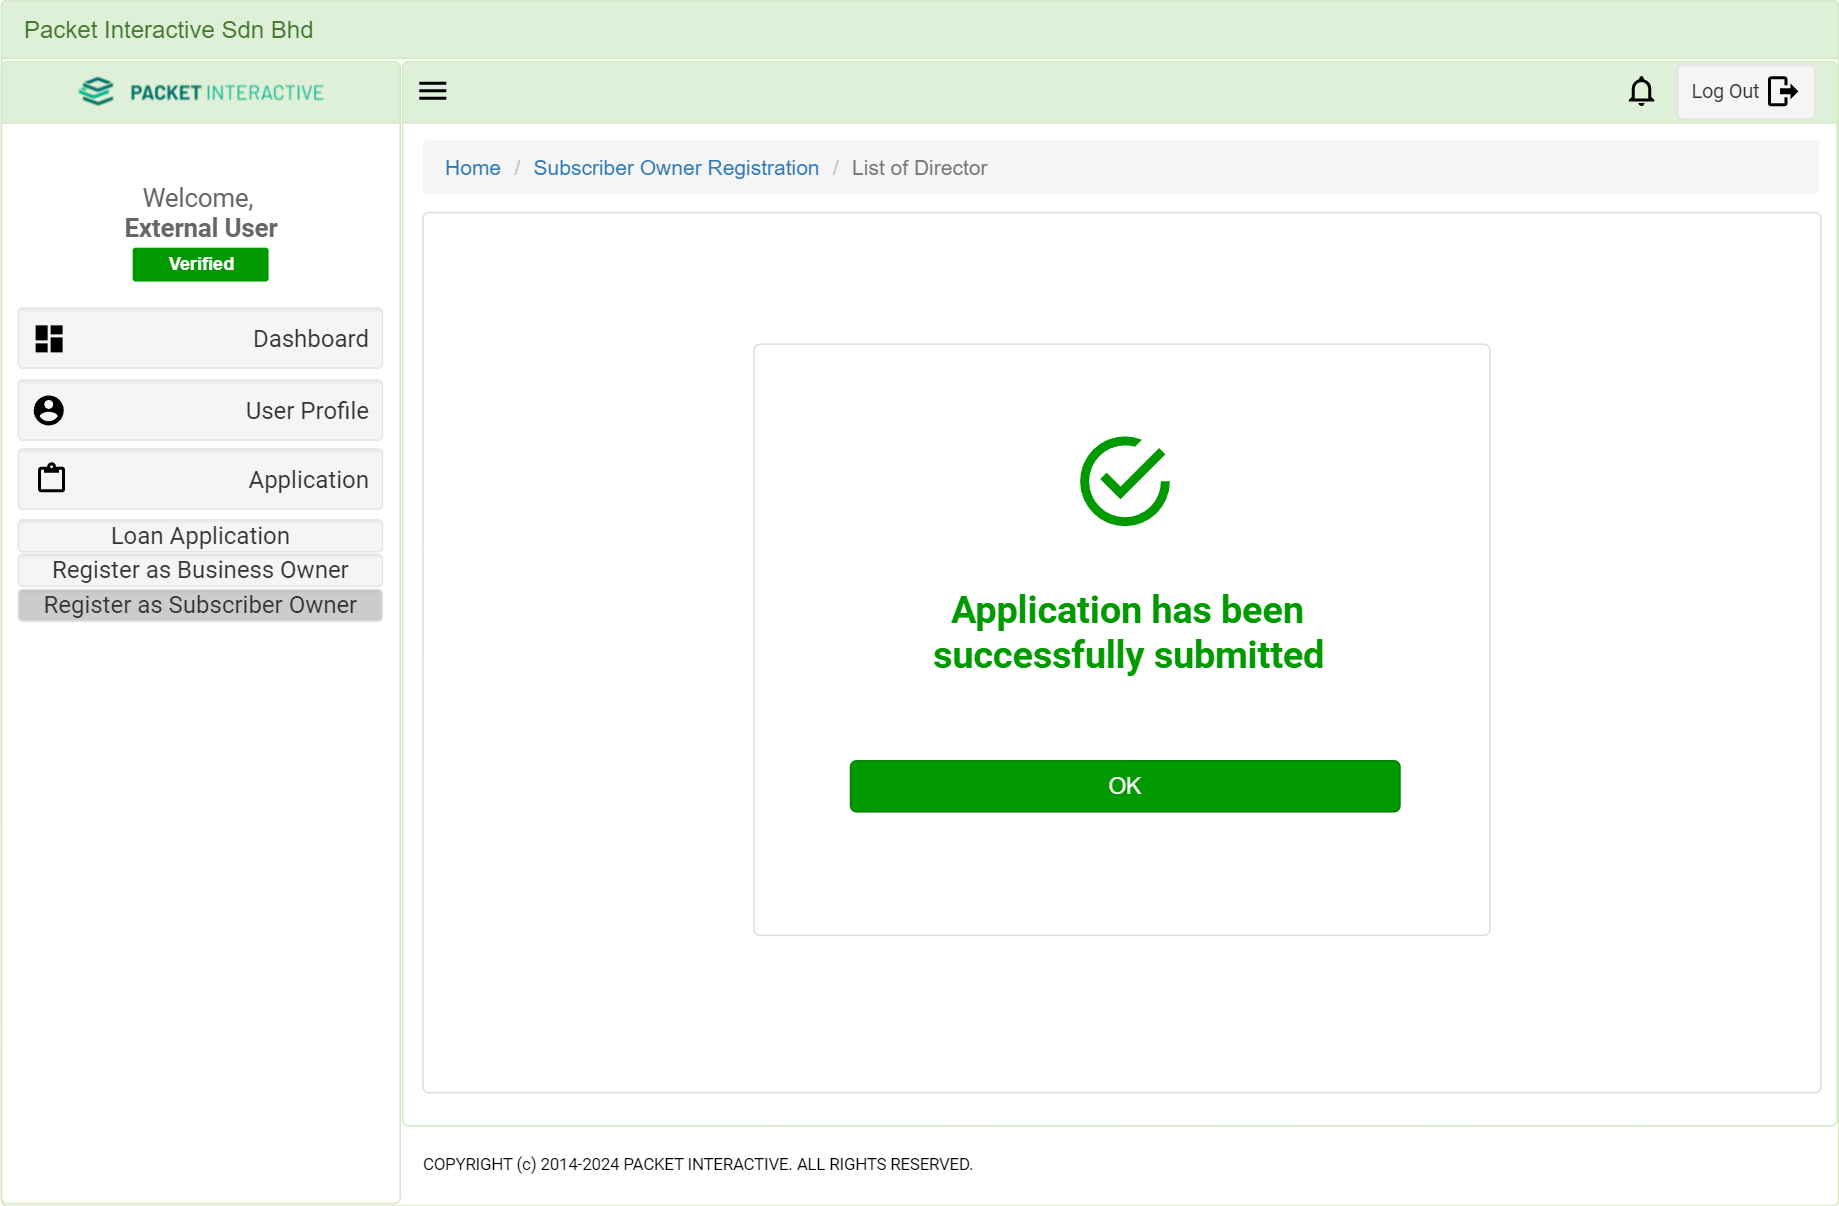 Packet Interactive Sdn Bhd
PACKET INTERACTIVE
Log Out
Home / Subscriber Owner Registration / List of Director
Welcome,
External User
Verified
Dashboard
User Profile
Application
Loan Application
Register as Business Owner
Register as Subscriber Owner
Application has been
successfully submitted
OK
COPYRIGHT (c) 2014-2024 PACKET INTERACTIVE. ALL RIGHTS RESERVED.